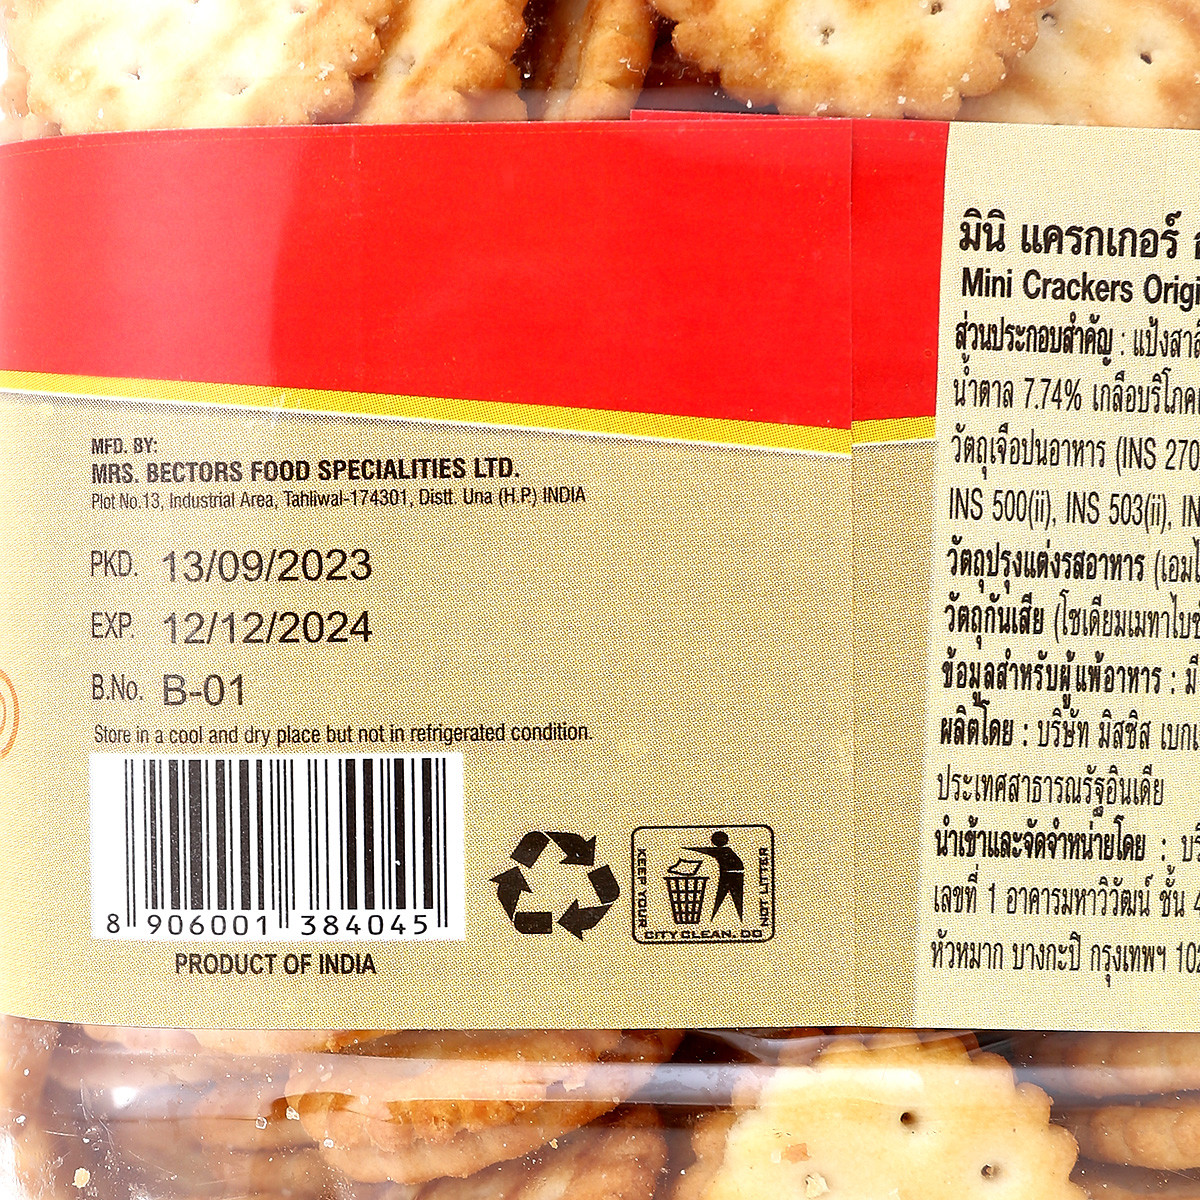 MFD. BY:
MRS. BECTORS FOOD SPECIALITIES LTD.
Plot No.13, Industrial Area, Tahliwal-174301, Distt. Una (H.P.) INDIA
PKD. 13/09/2023
EXP. 12/12/2024
B.No. B-01
Store in a cool and dry place but not in refrigerated condition.
8 906001 384045
PRODUCT OF INDIA
KEEP YOUR CITY CLEAN. DO NOT LITTER
มินิ แครกเกอร์
Mini Crackers Origi
ส่วนประกอบสำคัญ : แป้งสาลี
น้ำตาล 7.74% เกลือบริโภค
วัตถุเจือปนอาหาร (INS 270
INS 500(ii), INS 503(ii), IN
วัตถุปรุงแต่งรสอาหาร (เอมไ
วัตถุกันเสีย (โซเดียมเมทาไบซ
ข้อมูลสำหรับผู้แพ้อาหาร : มี
ผลิตโดย : บริษัท มิสซิส เบกเ
ประเทศสาธารณรัฐอินเดีย
นำเข้าและจัดจำหน่ายโดย : บริ
เลขที่ 1 อาคารมหาวิวัฒน์ ชั้น 4
หัวหมาก บางกะปิ กรุงเทพฯ 102